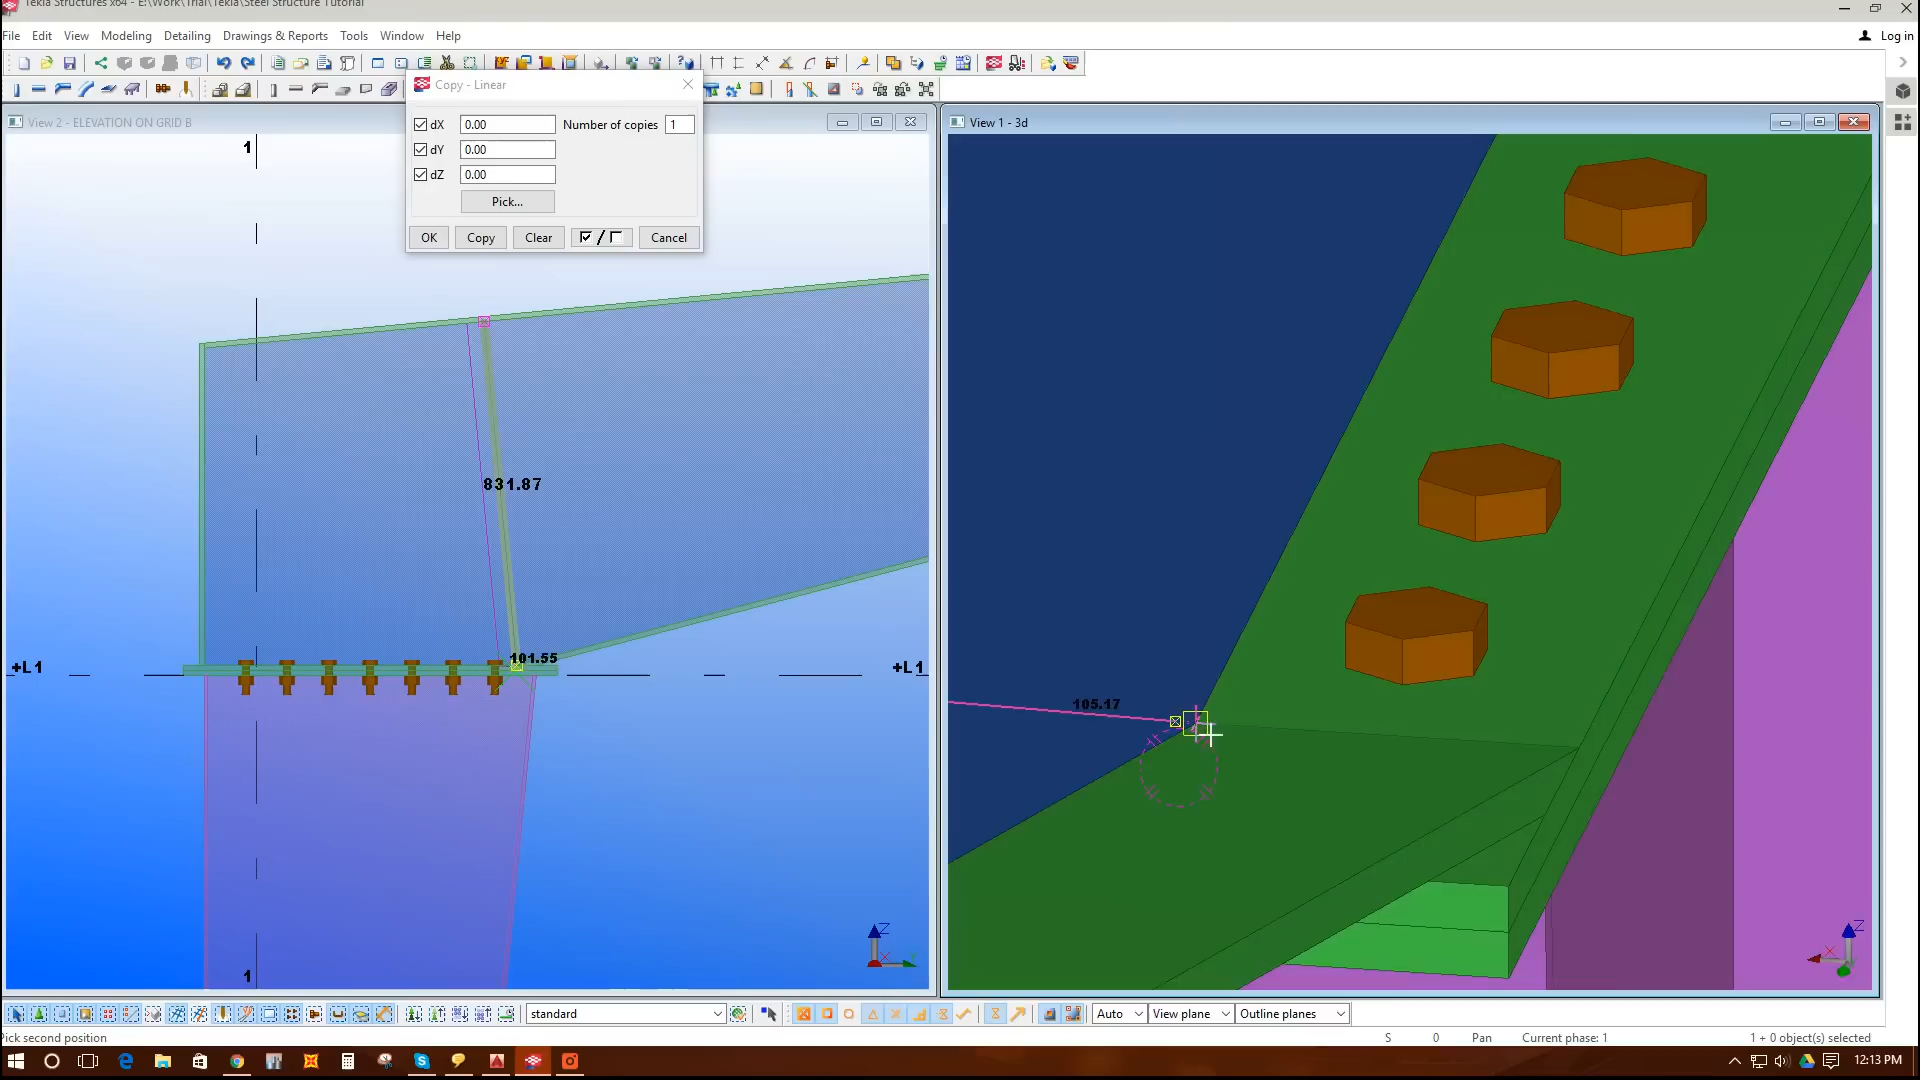 Tekla Structures x64 - E:\Work\Trial\Tekla\Steel Structure Tutorial
File Edit View Modeling Detailing Drawings & Reports Tools Window Help
Log in
Copy - Linear
dX 0.00 Number of copies 1
dY 0.00
dZ 0.00
Pick...
OK Copy Clear / Cancel
View 2 - ELEVATION ON GRID B
View 1 - 3d
1
831.87
101.55
+L1
+L1
105.17
1
Z
Z
X
X
standard
Auto
View plane
Outline planes
Pick second position
S 0 Pan Current phase: 1 1 + 0 object(s) selected
12:13 PM